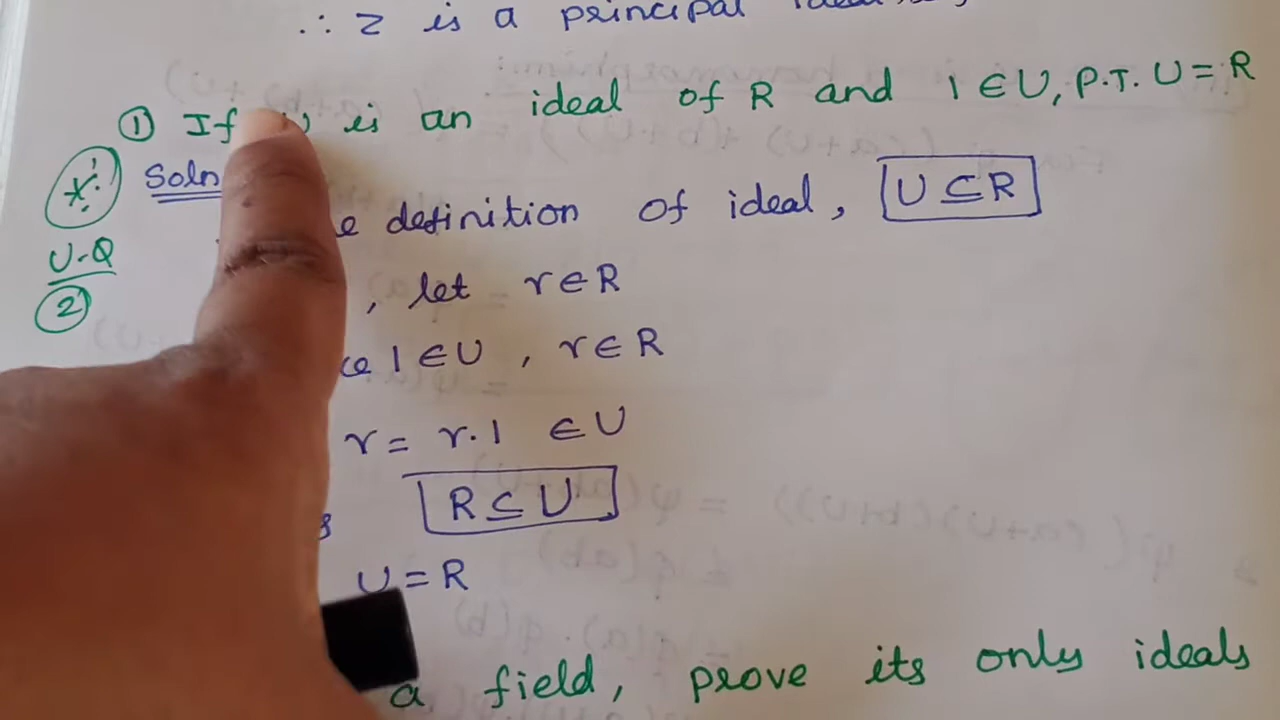 ∴ Z is a principal
① If U is an ideal of R and 1 ∈ U, P.T. U = R
Soln
definition of ideal, U ⊆ R
U-Q
②
, let r ∈ R
1 ∈ U, r ∈ R
r = r.1 ∈ U
R ⊆ U
U = R
a field, prove its only ideals